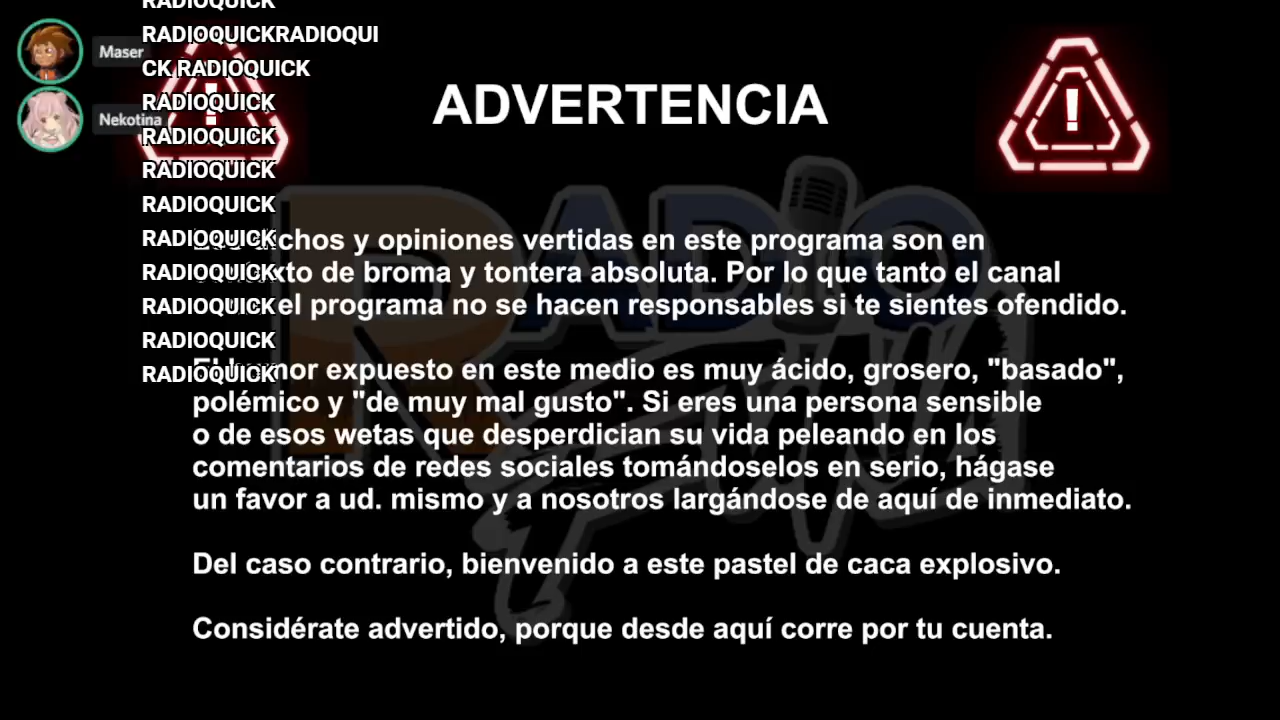 RADIOQUICK
RADIOQUICKRADIOQUI
CK RADIOQUICK
RADIOQUICK
RADIOQUICK
RADIOQUICK
RADIOQUICK
RADIOQUICK
RADIOQUICK
RADIOQUICK
RADIOQUICK
RADIOQUICK
Maser
Nekotina
ADVERTENCIA
RADIO
y opiniones vertidas en este programa son en
de broma y tontera absoluta. Por lo que tanto el canal
el programa no se hacen responsables si te sientes ofendido.
expuesto en este medio es muy ácido, grosero, "basado",
polémico y "de muy mal gusto". Si eres una persona sensible
o de esos wetas que desperdician su vida peleando en los
comentarios de redes sociales tomándoselos en serio, hágase
un favor a ud. mismo y a nosotros largándose de aquí de inmediato.
Del caso contrario, bienvenido a este pastel de caca explosivo.
Considérate advertido, porque desde aquí corre por tu cuenta.